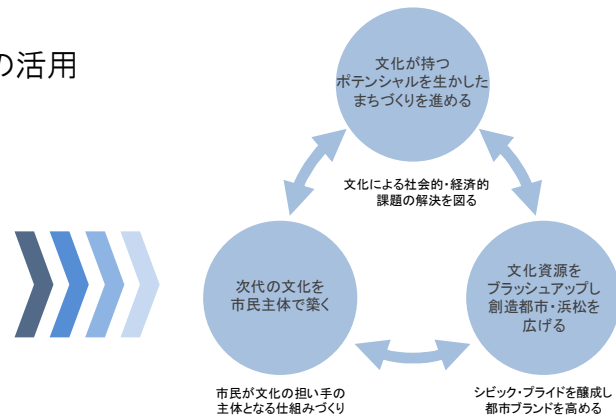 の活用
文化が持つ
ポテンシャルを生かした
まちづくりを進める
文化による社会的・経済的
課題の解決を図る
次代の文化を
市民主体で築く
市民が文化の担い手の
主体となる仕組みづくり
文化資源を
ブラッシュアップし
創造都市・浜松を
広げる
シビック・プライドを醸成し
都市ブランドを高める